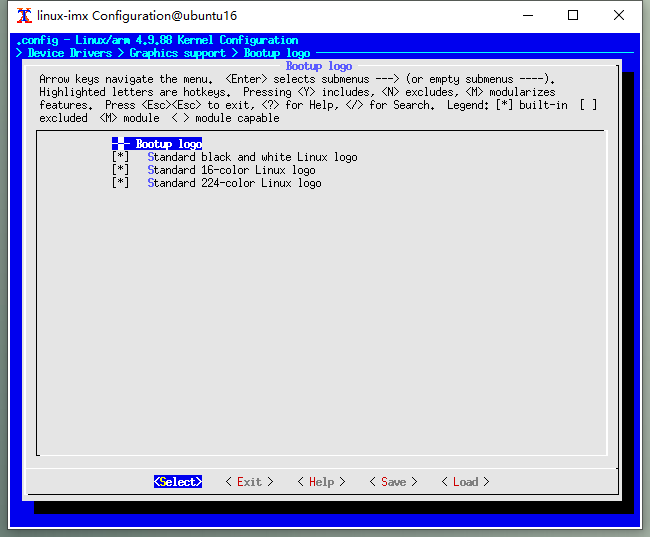 linux-imx Configuration@ubuntu16
.config - Linux/arm 4.9.88 Kernel Configuration
> Device Drivers > Graphics support > Bootup logo
Bootup logo
Arrow keys navigate the menu. <Enter> selects submenus ---> (or empty submenus ----).
Highlighted letters are hotkeys. Pressing <Y> includes, <N> excludes, <M> modularizes
features. Press <Esc><Esc> to exit, <?> for Help, </> for Search. Legend: [*] built-in [ ]
excluded <M> module < > module capable
--- Bootup logo
[*] Standard black and white Linux logo
[*] Standard 16-color Linux logo
[*] Standard 224-color Linux logo
<Select> < Exit > < Help > < Save > < Load >